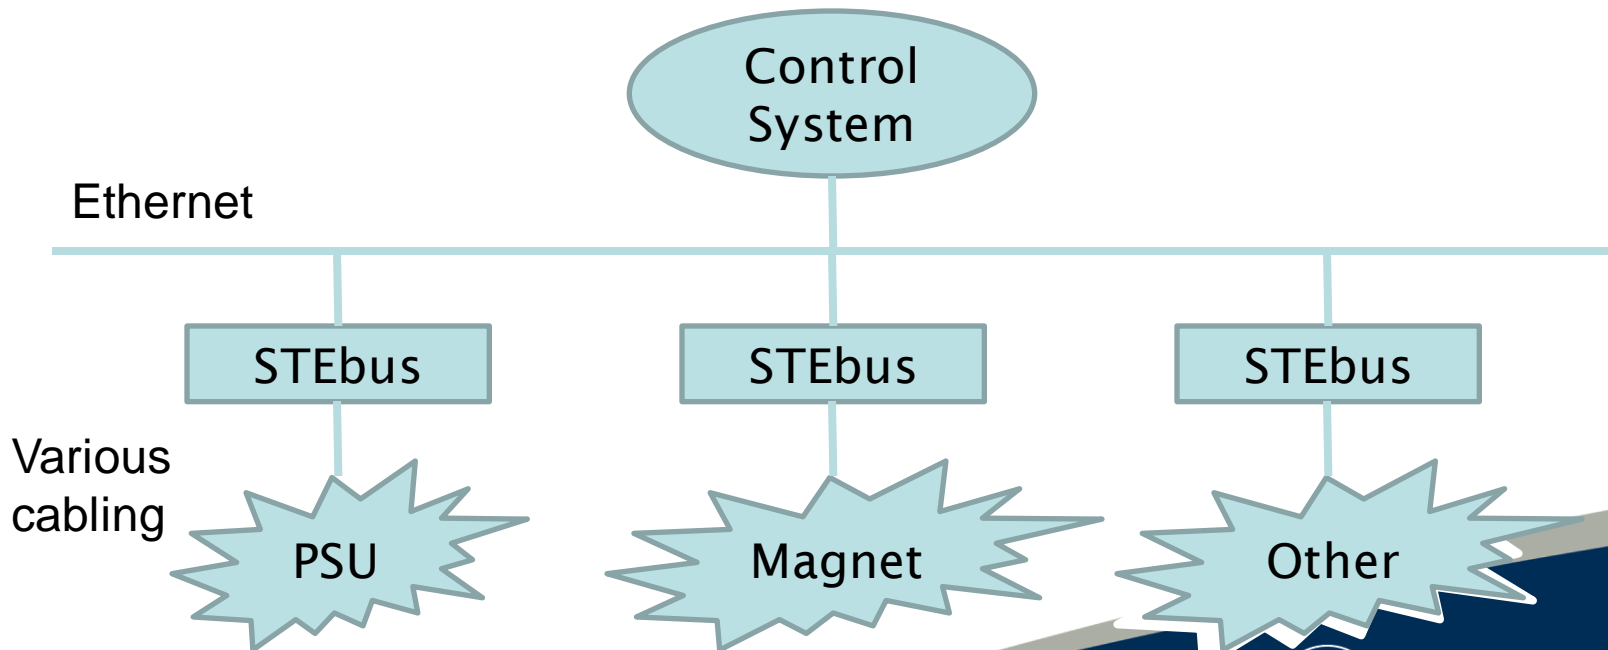 Control
System
Ethernet
STEbus
STEbus
STEbus
Various
cabling
PSU
Magnet
Other